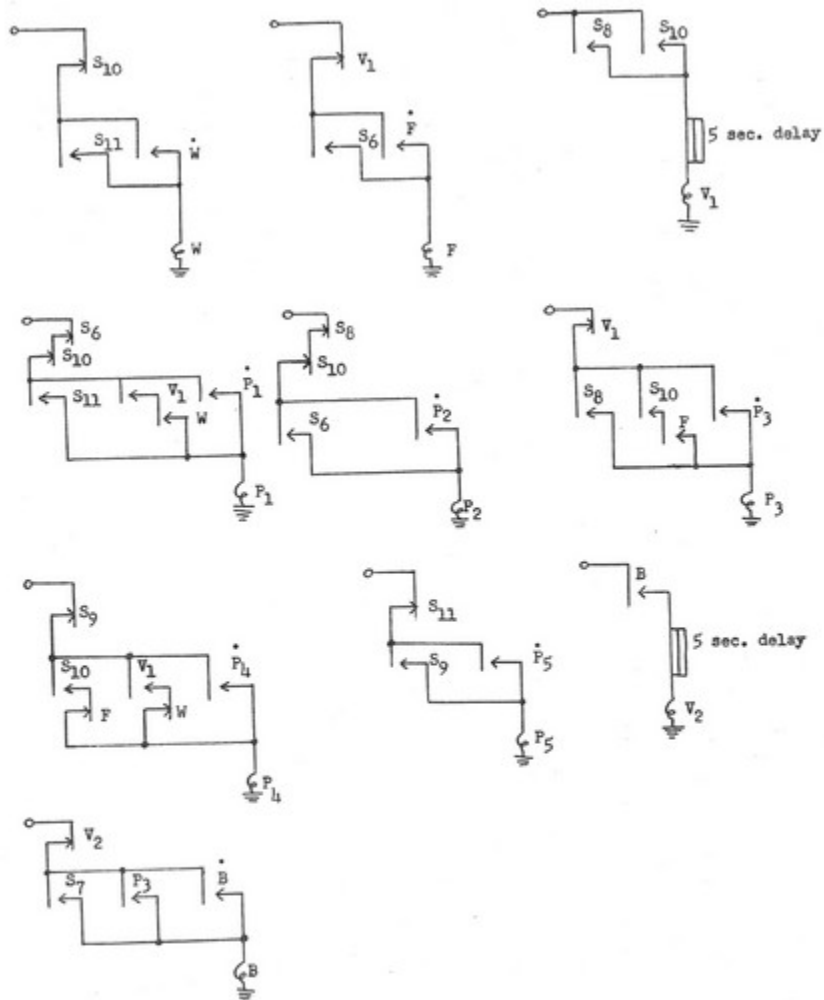 S10
S11
Ẇ
W
V1
S6
Ḟ
F
S8
S10
5 sec. delay
V1
S6
S10
S11
V1
W
Ṗ1
P1
S8
S10
S6
Ṗ2
P2
V1
S8
S10
F
Ṗ3
P3
S9
S10
F
V1
W
Ṗ4
P4
S11
S9
Ṗ5
P5
B
5 sec. delay
V2
V2
S7
P3
Ḃ
B